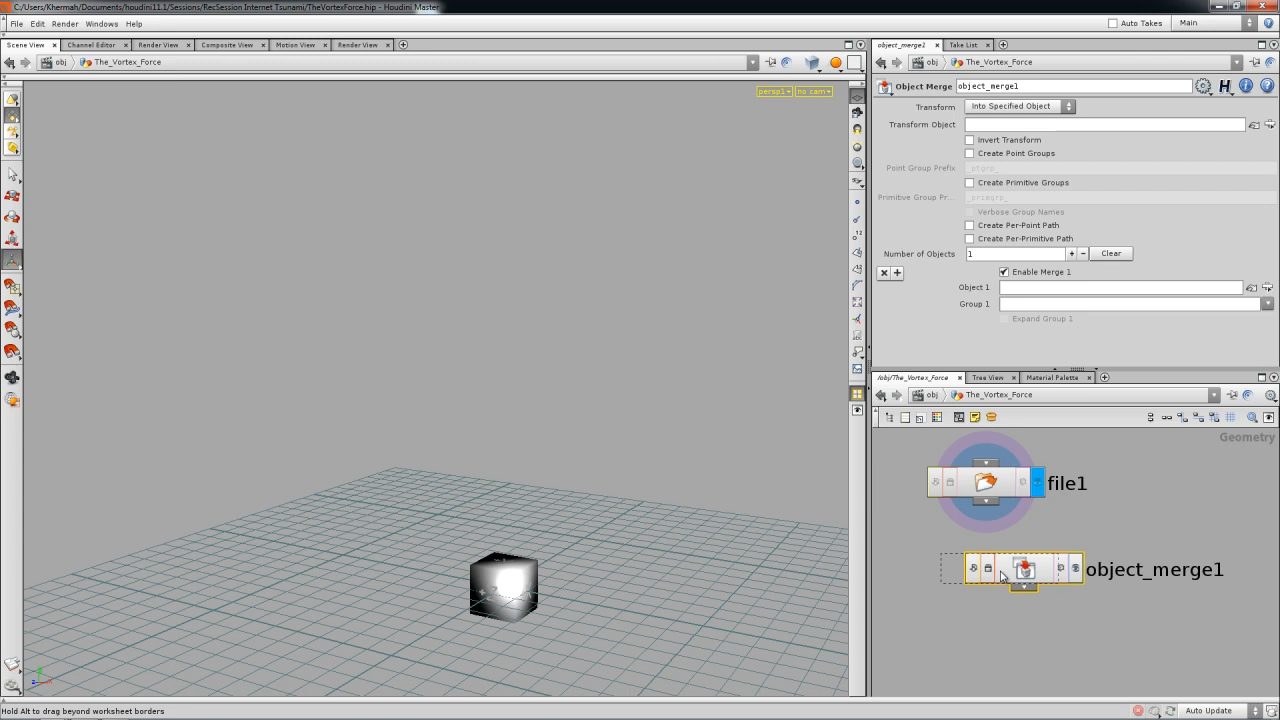 C:/Users/Khermah/Documents/houdini11.1/Sessions/RecSession Internet Tsunami/TheVortexForce.hip - Houdini Master
File Edit Render Windows Help
Auto Takes Main
Scene View Channel Editor Render View Composite View Motion View Render View
object_merge1 Take List
obj The_Vortex_Force
obj The_Vortex_Force
persp1 no cam
Object Merge object_merge1
Transform Into Specified Object
Transform Object
Invert Transform
Create Point Groups
Point Group Prefix _ptgrp_
Create Primitive Groups
Primitive Group Pr... _primgrp_
Verbose Group Names
Create Per-Point Path
Create Per-Primitive Path
Number of Objects 1 Clear
Enable Merge 1
Object 1
Group 1
Expand Group 1
/obj/The_Vortex_Force Tree View Material Palette
obj The_Vortex_Force
Geometry
file1
object_merge1
Hold Alt to drag beyond worksheet borders
Auto Update